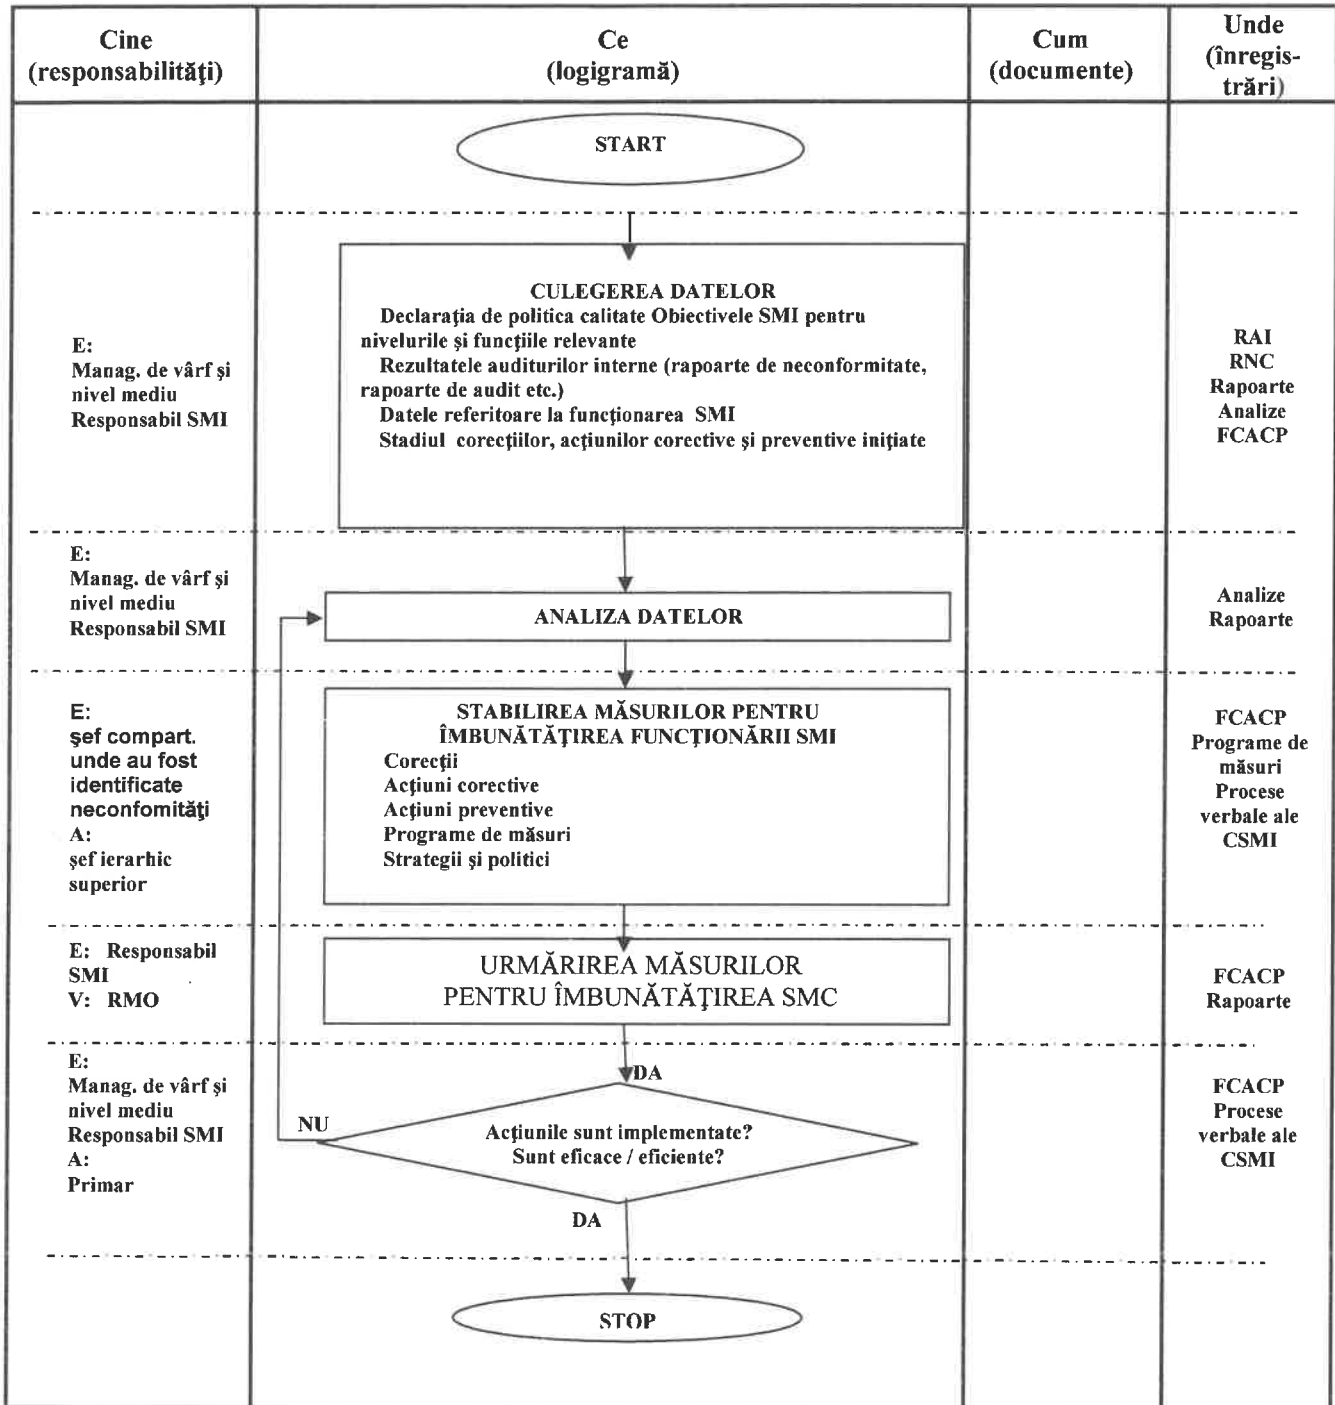 Cine
(responsabilităţi)
Ce
(logigramă)
Cum
(documente)
Unde
(înregis-
trări)
START
CULEGEREA DATELOR
Declaraţia de politica calitate Obiectivele SMI pentru
nivelurile şi funcţiile relevante
Rezultatele auditurilor interne (rapoarte de neconformitate,
rapoarte de audit etc.)
Datele referitoare la funcţionarea SMI
Stadiul corecţiilor, acţiunilor corective şi preventive iniţiate
E:
Manag. de vârf şi
nivel mediu
Responsabil SMI
RAI
RNC
Rapoarte
Analize
FCACP
E:
Manag. de vârf şi
nivel mediu
Responsabil SMI
ANALIZA DATELOR
Analize
Rapoarte
E:
şef compart.
unde au fost
identificate
neconfomităţi
A:
şef ierarhic
superior
STABILIREA MĂSURILOR PENTRU
ÎMBUNĂTĂŢIREA FUNCŢIONĂRII SMI
Corecţii
Acţiuni corective
Acţiuni preventive
Programe de măsuri
Strategii şi politici
FCACP
Programe de
măsuri
Procese
verbale ale
CSMI
E: Responsabil
SMI
V: RMO
URMĂRIREA MĂSURILOR
PENTRU ÎMBUNĂTĂŢIREA SMC
FCACP
Rapoarte
E:
Manag. de vârf şi
nivel mediu
Responsabil SMI
A:
Primar
DA
NU
Acţiunile sunt implementate?
Sunt eficace / eficiente?
DA
FCACP
Procese
verbale ale
CSMI
STOP